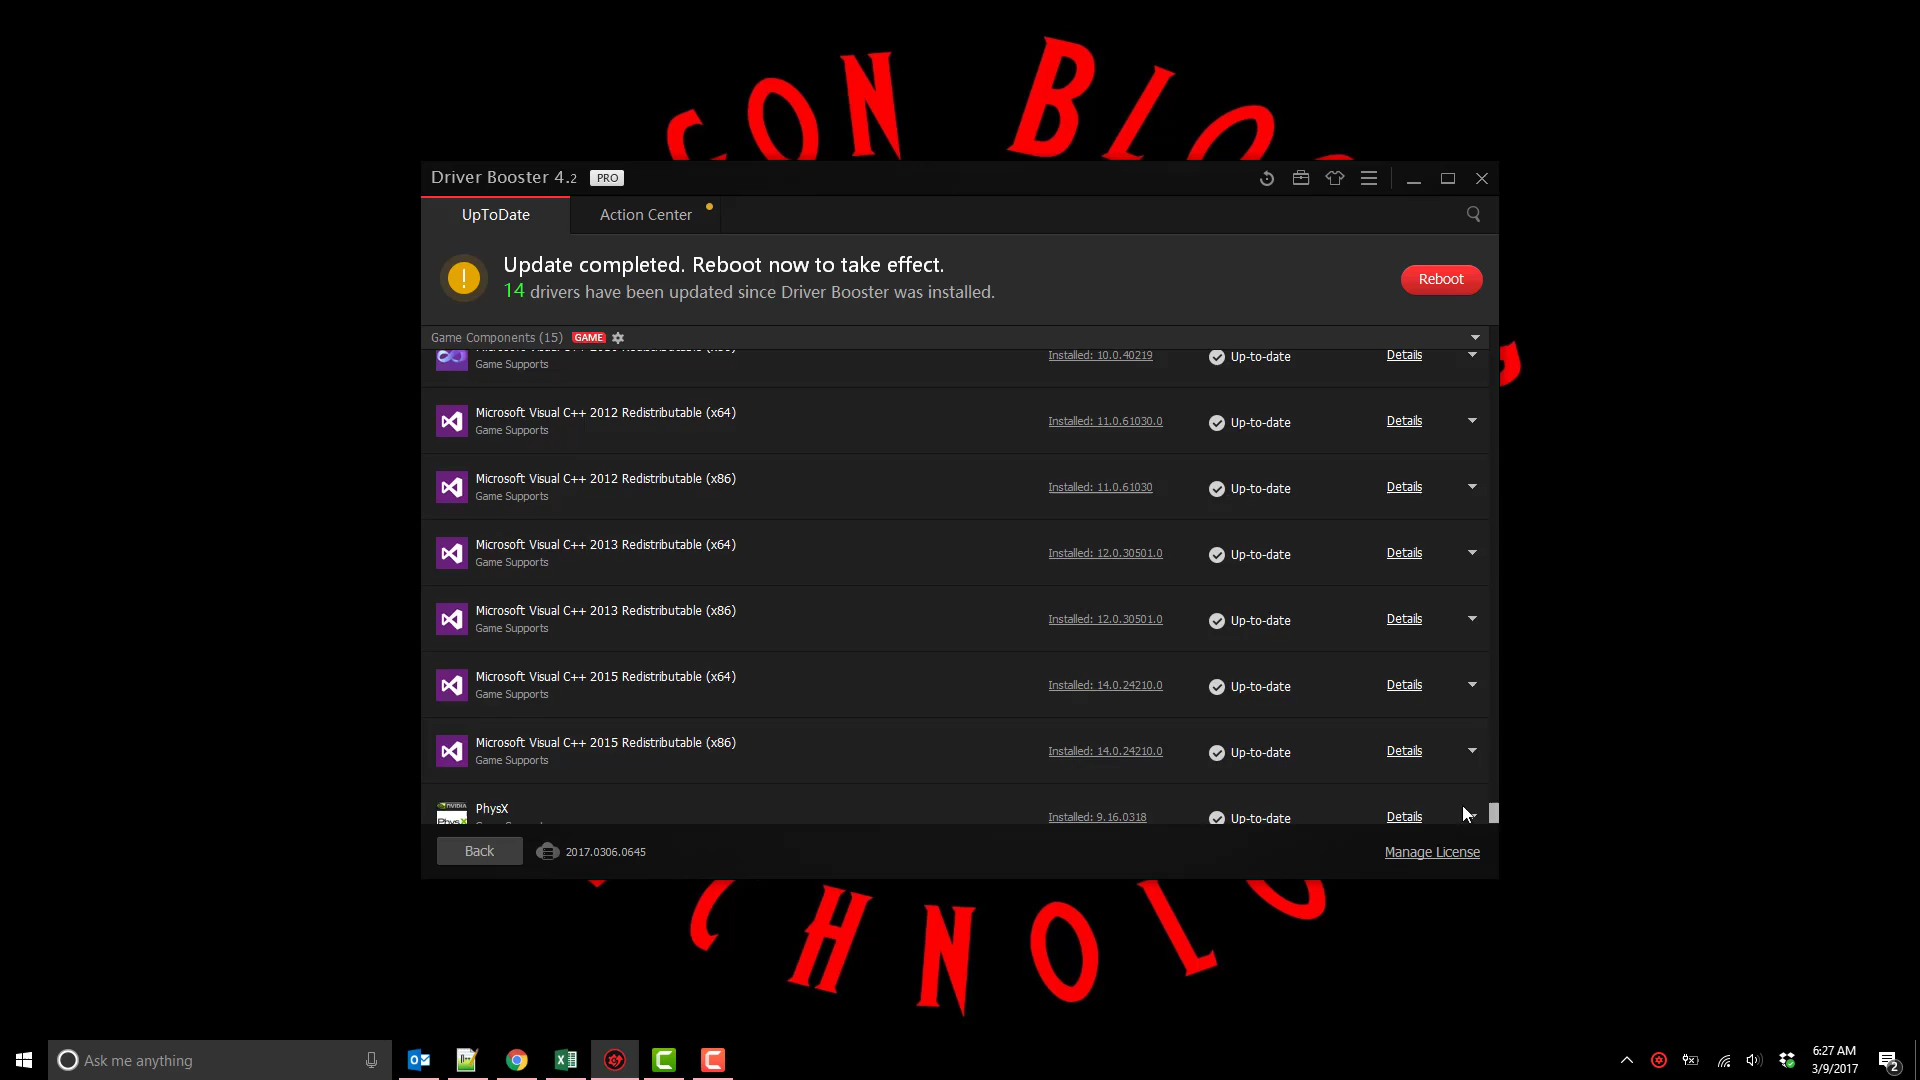 CON BLO
Driver Booster 4.2 PRO
UpToDate
Action Center
Update completed. Reboot now to take effect.
14 drivers have been updated since Driver Booster was installed.
Reboot
Game Components (15) GAME
Game Supports
Installed: 10.0.40219
Up-to-date
Details
Microsoft Visual C++ 2012 Redistributable (x64)
Game Supports
Installed: 11.0.61030.0
Up-to-date
Details
Microsoft Visual C++ 2012 Redistributable (x86)
Game Supports
Installed: 11.0.61030
Up-to-date
Details
Microsoft Visual C++ 2013 Redistributable (x64)
Game Supports
Installed: 12.0.30501.0
Up-to-date
Details
Microsoft Visual C++ 2013 Redistributable (x86)
Game Supports
Installed: 12.0.30501.0
Up-to-date
Details
Microsoft Visual C++ 2015 Redistributable (x64)
Game Supports
Installed: 14.0.24210.0
Up-to-date
Details
Microsoft Visual C++ 2015 Redistributable (x86)
Game Supports
Installed: 14.0.24210.0
Up-to-date
Details
PhysX
Installed: 9.16.0318
Up-to-date
Details
Back
2017.0306.0645
Manage License
HNOL
Ask me anything
6:27 AM
3/9/2017
2